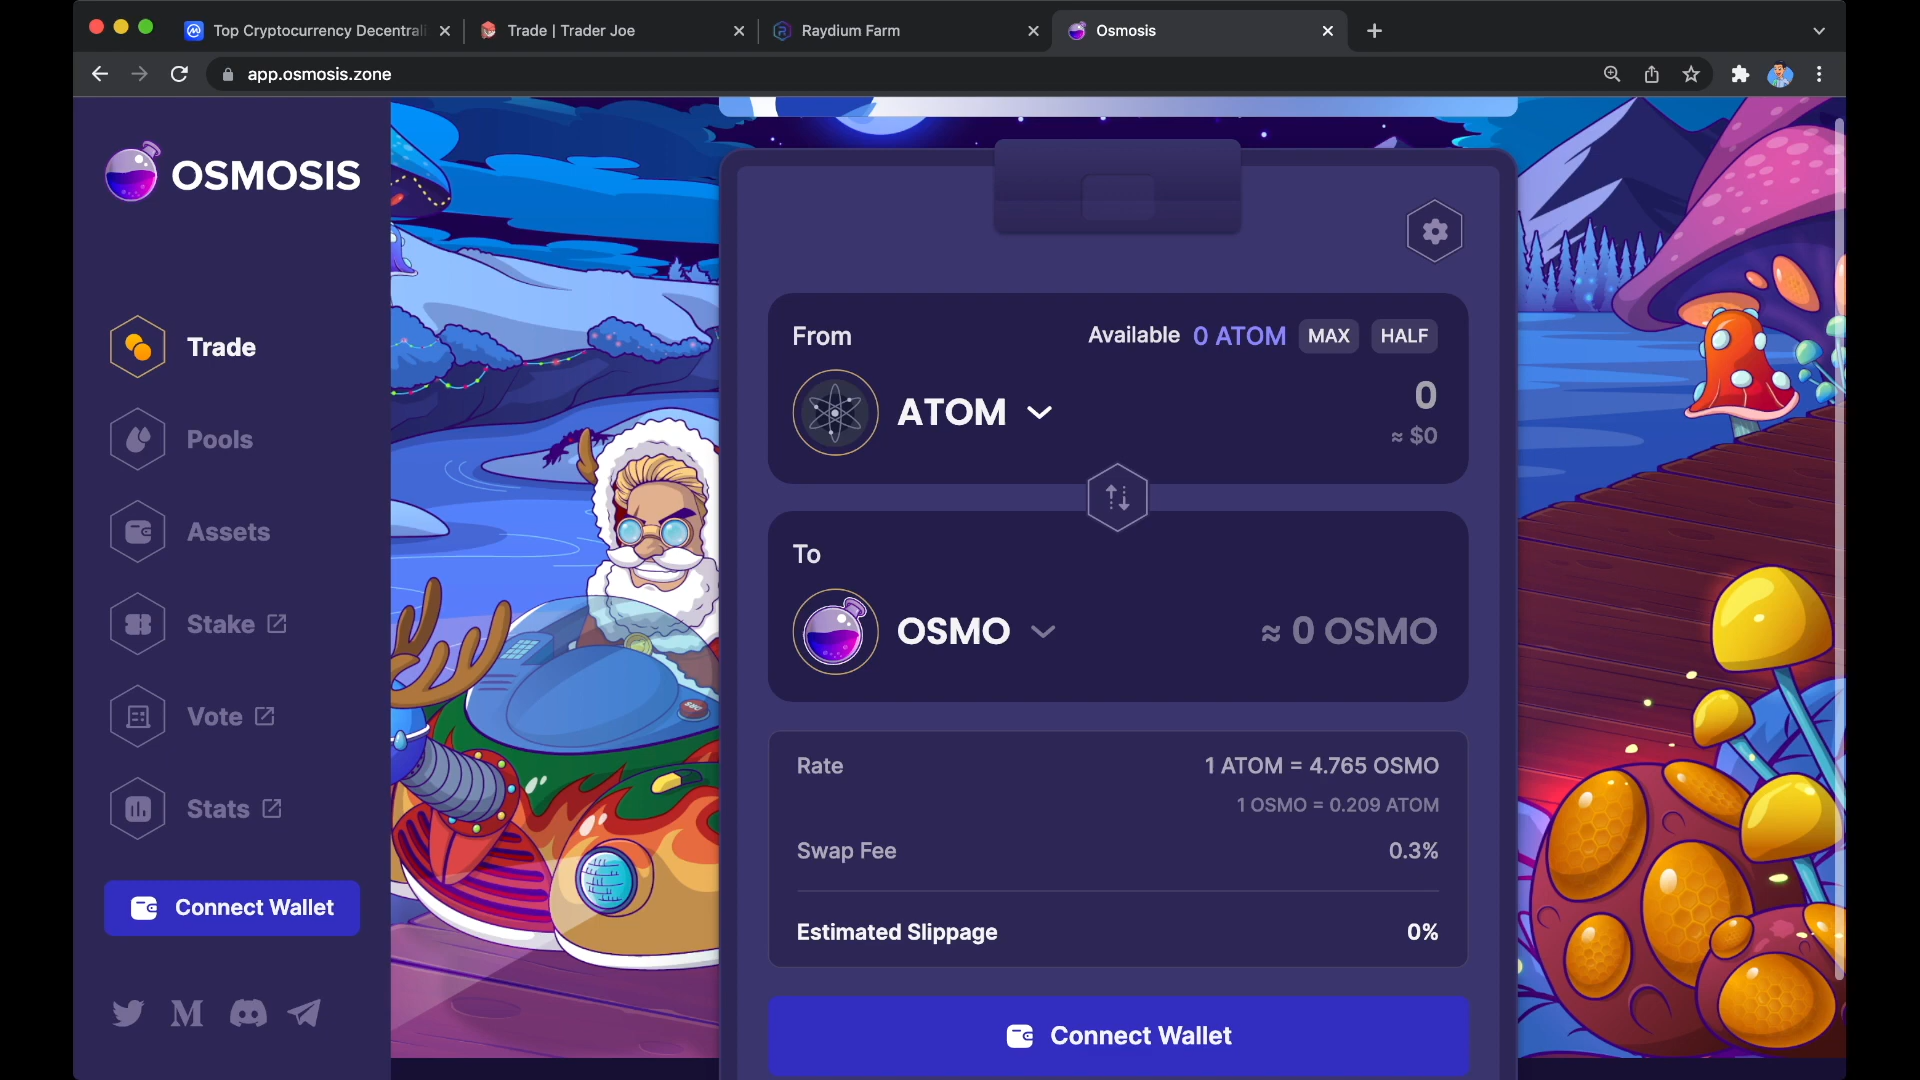 Top Cryptocurrency Decentrali
Trade | Trader Joe
Raydium Farm
Osmosis
app.osmosis.zone
OSMOSIS
Trade
Pools
Assets
Stake
Vote
Stats
Connect Wallet
From
Available 0 ATOM MAX HALF
ATOM
0
≈ $0
To
OSMO
≈ 0 OSMO
Rate
1 ATOM = 4.765 OSMO
1 OSMO = 0.209 ATOM
Swap Fee
0.3%
Estimated Slippage
0%
Connect Wallet